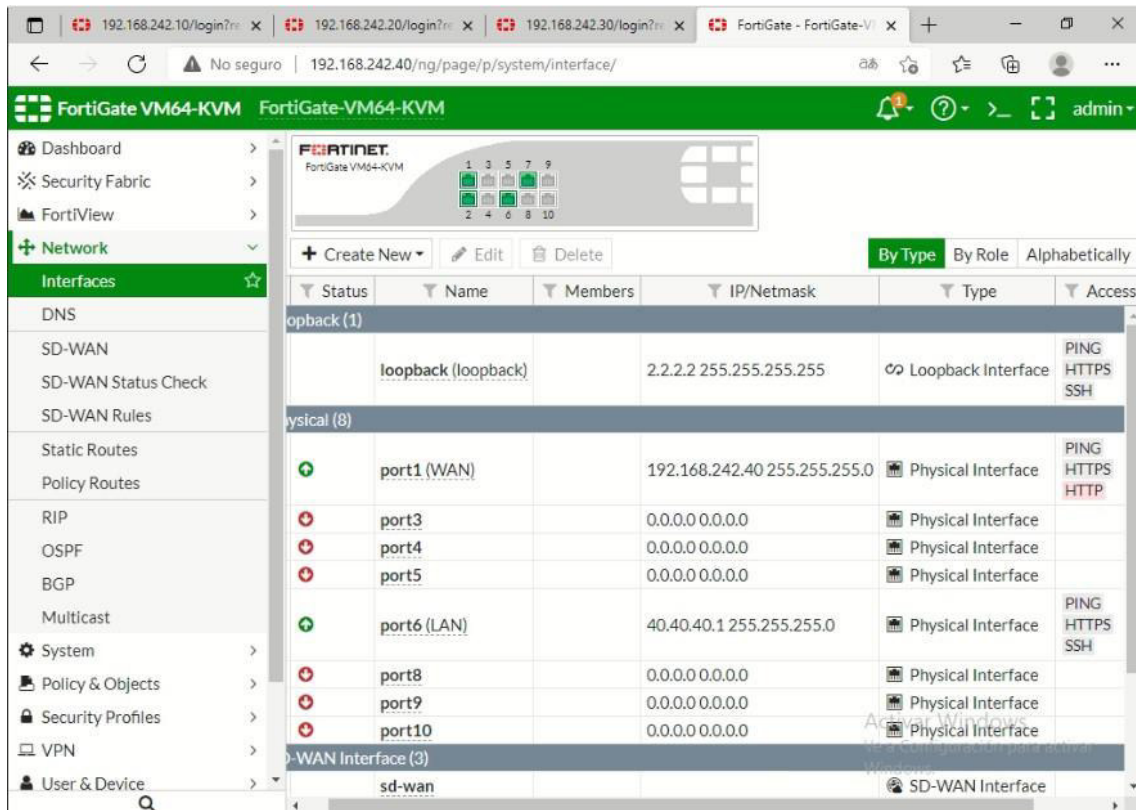 192.168.242.10/login?re
192.168.242.20/login?re
192.168.242.30/login?re
FortiGate - FortiGate-V
No seguro
192.168.242.40/ng/page/p/system/interface/
FortiGate VM64-KVM
FortiGate-VM64-KVM
1
admin
Dashboard
Security Fabric
FortiView
Network
Interfaces
DNS
SD-WAN
SD-WAN Status Check
SD-WAN Rules
Static Routes
Policy Routes
RIP
OSPF
BGP
Multicast
System
Policy & Objects
Security Profiles
VPN
User & Device
FORTINET.
FortiGate VM64-KVM
1 3 5 7 9
2 4 6 8 10
+ Create New Edit Delete
By Type By Role Alphabetically
Status Name Members IP/Netmask Type Access
opback (1)
loopback (loopback) 2.2.2.2 255.255.255.255 Loopback Interface PING
HTTPS
SSH
ysical (8)
port1 (WAN) 192.168.242.40 255.255.255.0 Physical Interface PING
HTTPS
HTTP
port3 0.0.0.0 0.0.0.0 Physical Interface
port4 0.0.0.0 0.0.0.0 Physical Interface
port5 0.0.0.0 0.0.0.0 Physical Interface
port6 (LAN) 40.40.40.1 255.255.255.0 Physical Interface PING
HTTPS
SSH
port8 0.0.0.0 0.0.0.0 Physical Interface
port9 0.0.0.0 0.0.0.0 Physical Interface
port10 0.0.0.0 0.0.0.0 Physical Interface
D-WAN Interface (3)
sd-wan SD-WAN Interface
Activar Windows
Ve a Configuración para activar
Windows.